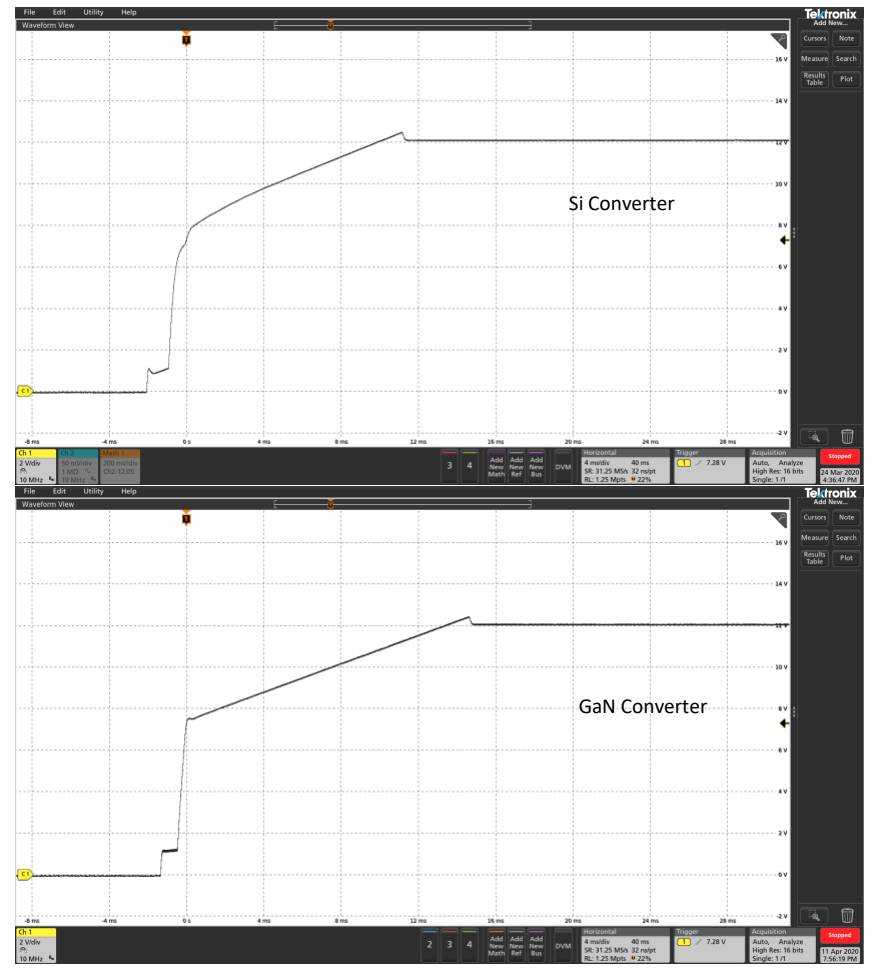 File Edit Utility Help
Tektronix
Waveform View
Add New...
T
Cursors Note
16 V
Measure Search
Results Table Plot
14 V
12 V
10 V
Si Converter
8 V
6 V
4 V
2 V
C1
0 V
-2 V
-8 ms -4 ms 0 s 4 ms 8 ms 12 ms 16 ms 20 ms 24 ms 28 ms
Ch 1
2 V/div
10 MHz
Ch 2
50 mV/div
1 MΩ
10 MHz
Math 1
200 mV/div
Ch2-12.05
3 4
Add New Math
Add New Ref
Add New Bus
DVM
Horizontal
4 ms/div 40 ms
SR: 31.25 MS/s 32 ns/pt
RL: 1.25 Mpts 22%
Trigger
1 7.28 V
Acquisition
Auto, Analyze
High Res: 16 bits
Single: 1 /1
Stopped
24 Mar 2020
4:36:47 PM
File Edit Utility Help
Tektronix
Waveform View
Add New...
T
Cursors Note
16 V
Measure Search
Results Table Plot
14 V
12 V
10 V
GaN Converter
8 V
6 V
4 V
2 V
C1
0 V
-2 V
-8 ms -4 ms 0 s 4 ms 8 ms 12 ms 16 ms 20 ms 24 ms 28 ms
Ch 1
2 V/div
10 MHz
2 3 4
Add New Math
Add New Ref
Add New Bus
DVM
Horizontal
4 ms/div 40 ms
SR: 31.25 MS/s 32 ns/pt
RL: 1.25 Mpts 22%
Trigger
1 7.28 V
Acquisition
Auto, Analyze
High Res: 16 bits
Single: 1 /1
Stopped
11 Apr 2020
7:56:19 PM